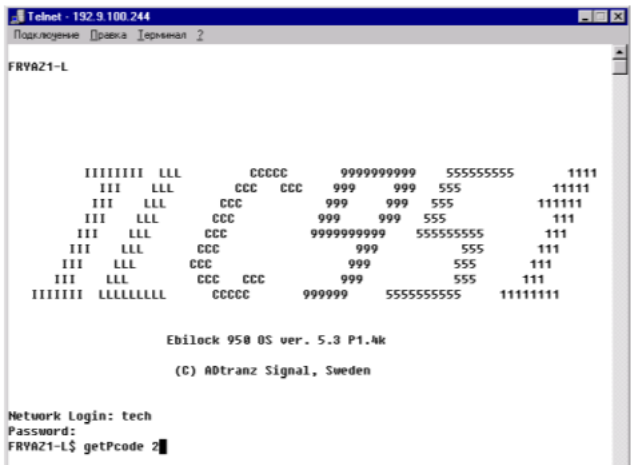 Telnet - 192.9.100.244
Подключение Правка Терминал ?
FRYAZ1-L
IIIIIIII LLL CCCCC 9999999999 555555555 1111
III LLL CCC CCC 999 999 555 11111
III LLL CCC 999 999 555 111111
III LLL CCC 999 999 555 111
III LLL CCC 9999999999 5555555555 111
III LLL CCC 999 555 111
III LLL CCC 999 555 111
III LLL CCC CCC 999 555 111
IIIIIII LLLLLLLLL CCCCC 999999 5555555555 11111111
Ebilock 950 OS ver. 5.3 P1.4k
(C) ADtranz Signal, Sweden
Network Login: tech
Password:
FRYAZ1-L$ getPcode 2